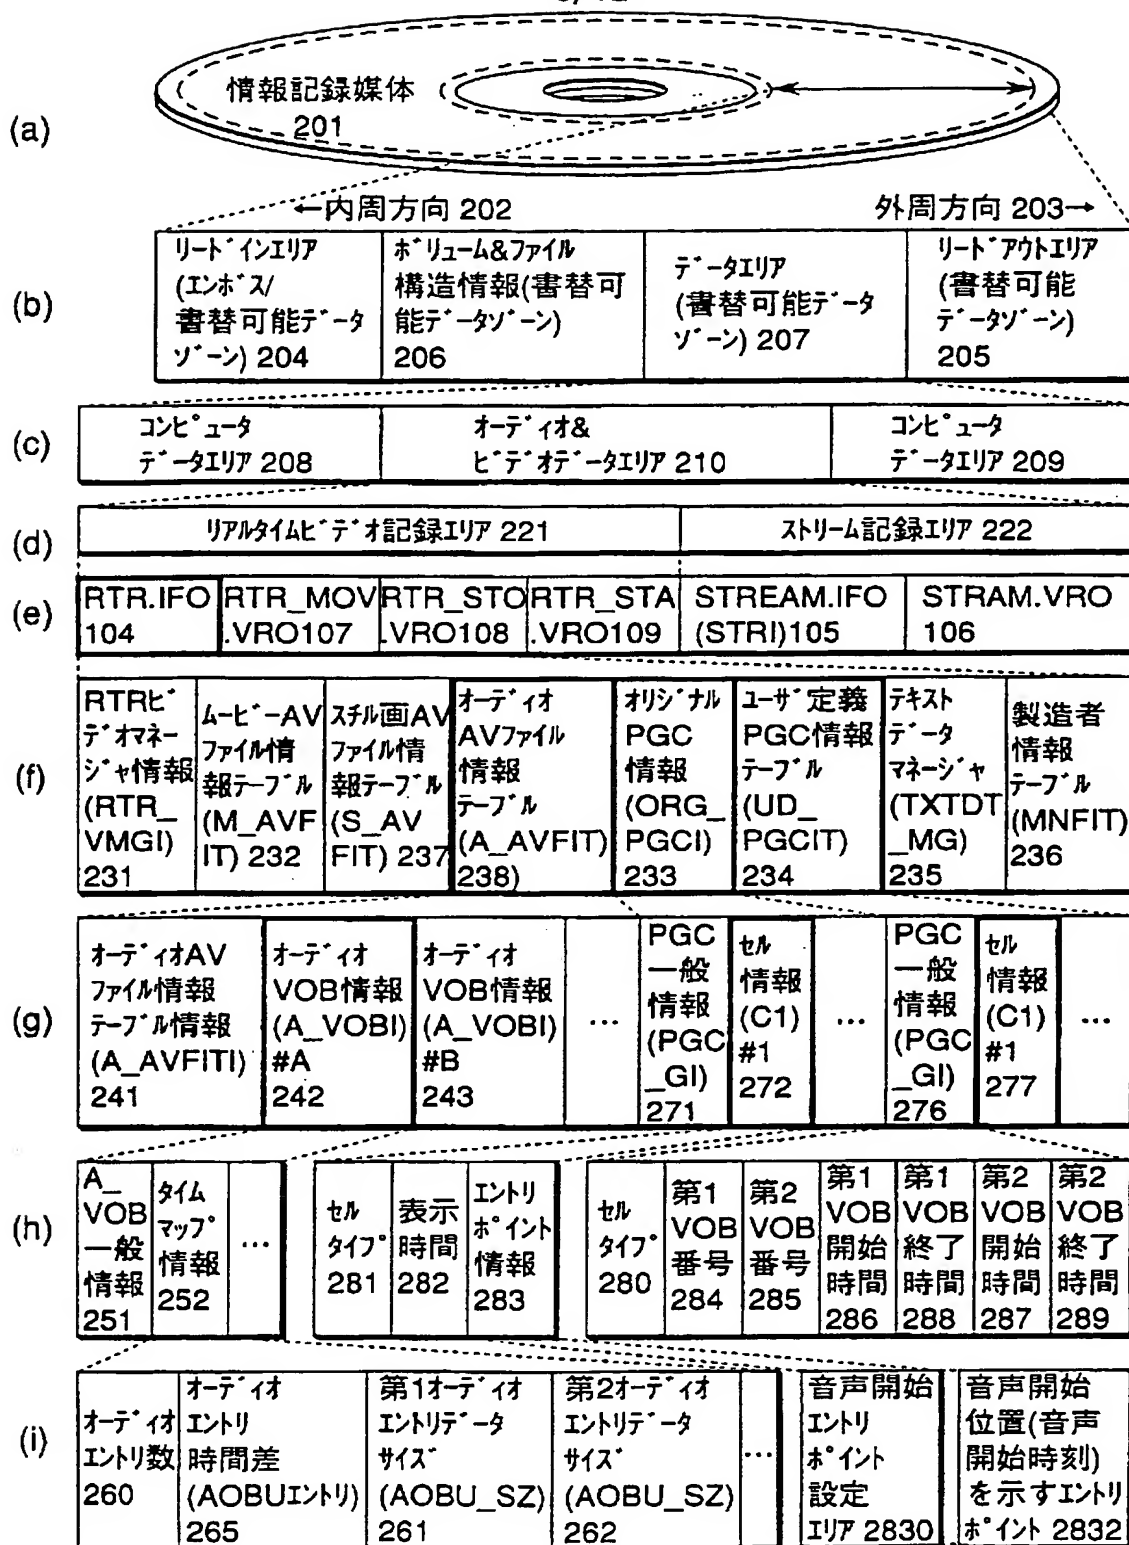 情報記録媒体
201
(a)
←内周方向 202
外周方向 203→
(b)
リードインエリア
(エンボス/
書替可能データ
ゾーン) 204
ボリューム&ファイル
構造情報(書替可
能データゾーン)
206
データエリア
(書替可能データ
ゾーン) 207
リードアウトエリア
(書替可能
データゾーン)
205
(c)
コンピュータ
データエリア 208
オーディオ&
ビデオデータエリア 210
コンピュータ
データエリア 209
(d)
リアルタイムビデオ記録エリア 221
ストリーム記録エリア 222
(e)
RTR.IFO
104
RTR_MOV
.VRO107
RTR_STO
.VRO108
RTR_STA
.VRO109
STREAM.IFO
(STRI)105
STRAM.VRO
106
(f)
RTRビ
デオマネー
ジャ情報
(RTR_
VMGI)
231
ムービーAV
ファイル情
報テーブル
(M_AVF
IT) 232
スチル画AV
ファイル情
報テーブル
(S_AV
FIT) 237
オーディオ
AVファイル
情報
テーブル
(A_AVFIT)
238)
オリジナル
PGC
情報
(ORG_
PGCI)
233
ユーザ定義
PGC情報
テーブル
(UD_
PGCIT)
234
テキスト
データ
マネージャ
(TXTDT
_MG)
235
製造者
情報
テーブル
(MNFIT)
236
(g)
オーディオAV
ファイル情報
テーブル情報
(A_AVFITI)
241
オーディオ
VOB情報
(A_VOBI)
#A
242
オーディオ
VOB情報
(A_VOBI)
#B
243
…
PGC
一般
情報
(PGC
_GI)
271
セル
情報
(C1)
#1
272
…
PGC
一般
情報
(PGC
_GI)
276
セル
情報
(C1)
#1
277
…
(h)
A_
VOB
一般
情報
251
タイム
マップ
情報
252
…
セル
タイプ
281
表示
時間
282
エントリ
ポイント
情報
283
セル
タイプ
280
第1
VOB
番号
284
第2
VOB
番号
285
第1
VOB
開始
時間
286
第1
VOB
終了
時間
288
第2
VOB
開始
時間
287
第2
VOB
終了
時間
289
(i)
オーディオ
エントリ数
260
オーディオ
エントリ
時間差
(AOBUエントリ)
265
第1オーディオ
エントリデータ
サイズ
(AOBU_SZ)
261
第2オーディオ
エントリデータ
サイズ
(AOBU_SZ)
262
…
音声開始
エントリ
ポイント
設定
エリア 2830
音声開始
位置(音声
開始時刻)
を示すエントリ
ポイント 2832